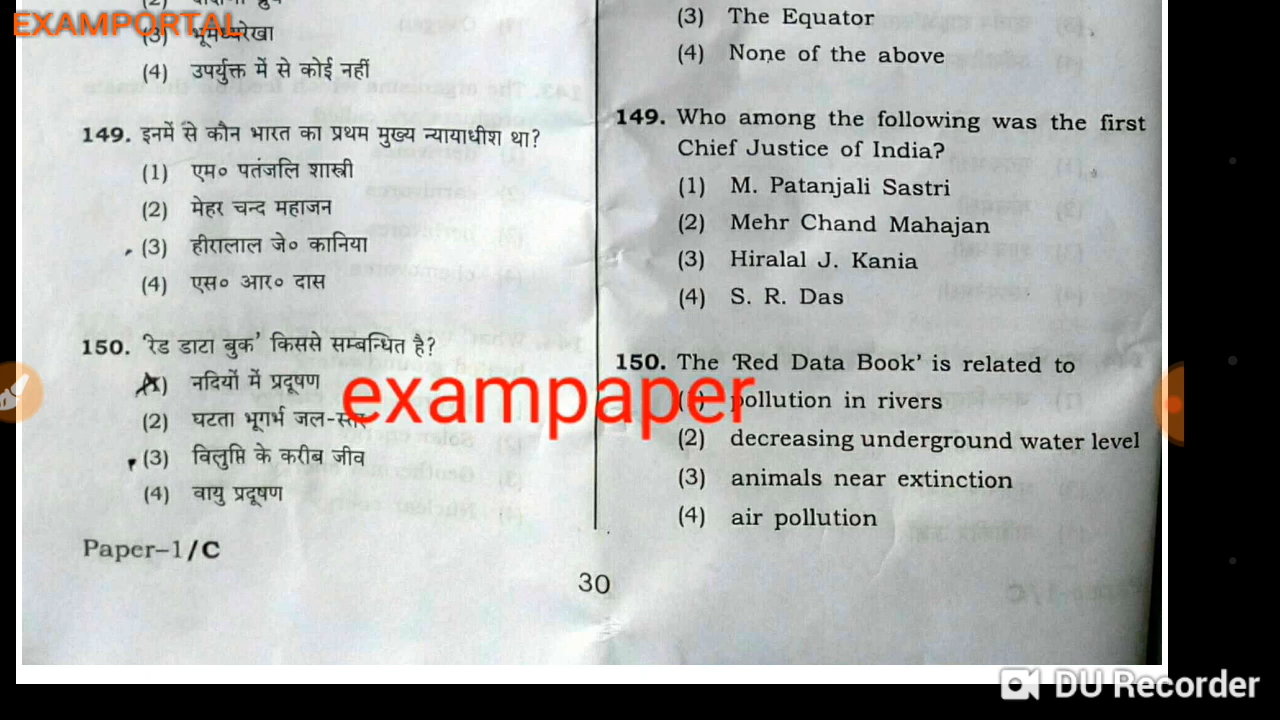 EXAMPORTAL
(3) भूमध्यरेखा
(4) उपर्युक्त में से कोई नहीं
149. इनमें से कौन भारत का प्रथम मुख्य न्यायाधीश था?
(1) एम० पतंजलि शास्त्री
(2) मेहर चन्द महाजन
(3) हीरालाल जे० कानिया
(4) एस० आर० दास
150. ‘रेड डाटा बुक’ किससे सम्बन्धित है?
(1) नदियों में प्रदूषण
(2) घटता भूगर्भ जल-स्तर
(3) विलुप्ति के करीब जीव
(4) वायु प्रदूषण
Paper–1/C
(3) The Equator
(4) None of the above
149. Who among the following was the first
Chief Justice of India?
(1) M. Patanjali Sastri
(2) Mehr Chand Mahajan
(3) Hiralal J. Kania
(4) S. R. Das
150. The ‘Red Data Book’ is related to
(1) pollution in rivers
(2) decreasing underground water level
(3) animals near extinction
(4) air pollution
30
exampaper
DU Recorder